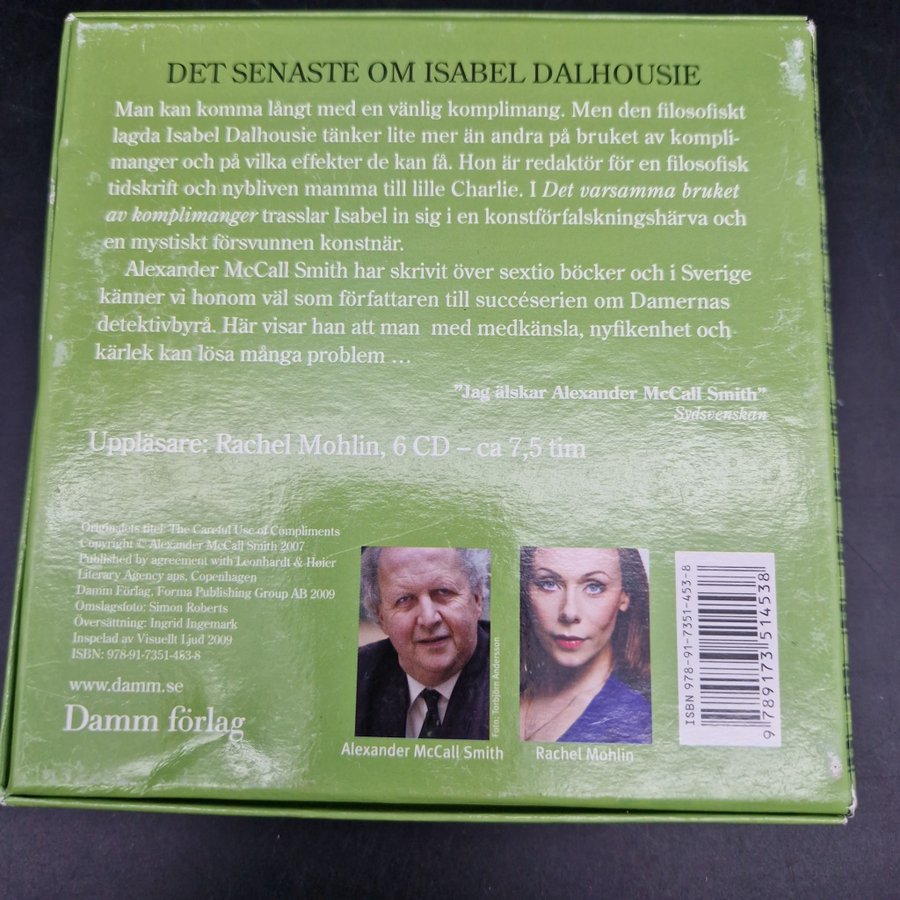 DET SENASTE OM ISABEL DALHOUSIE
Man kan komma långt med en vänlig komplimang. Men den filosofiskt
lagda Isabel Dalhousie tänker lite mer än andra på bruket av kompli-
manger och på vilka effekter de kan få. Hon är redaktör för en filosofisk
tidskrift och nybliven mamma till lille Charlie. I Det varsamma bruket
av komplimanger trasslar Isabel in sig i en konstförfalskningshärva och
en mystiskt försvunnen konstnär.
Alexander McCall Smith har skrivit över sextio böcker och i Sverige
känner vi honom väl som författaren till succéserien om Damernas
detektivbyrå. Här visar han att man med medkänsla, nyfikenhet och
kärlek kan lösa många problem …
”Jag älskar Alexander McCall Smith”
Sydsvenskan
Uppläsare: Rachel Mohlin, 6 CD – ca 7,5 tim
Originalets titel: The Careful Use of Compliments
Copyright © Alexander McCall Smith 2007
Published by agreement with Leonhardt & Høier
Literary Agency aps, Copenhagen
Damm Förlag, Forma Publishing Group AB 2009
Omslagsfoto: Simon Roberts
Översättning: Ingrid Ingemark
Inspelad av Visuellt Ljud 2009
ISBN: 978-91-7351-453-8
www.damm.se
Damm förlag
Foto: Torbjörn Andersson
Alexander McCall Smith
Rachel Mohlin
ISBN 978-91-7351-453-8
9 789173 514538